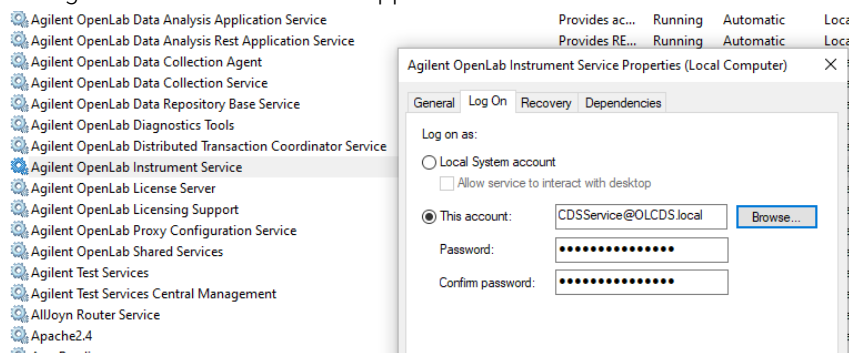 Agilent OpenLab Data Analysis Application Service Provides ac... Running Automatic
Agilent OpenLab Data Analysis Rest Application Service Provides RE... Running Automatic
Agilent OpenLab Data Collection Agent
Agilent OpenLab Data Collection Service
Agilent OpenLab Data Repository Base Service
Agilent OpenLab Diagnostics Tools
Agilent OpenLab Distributed Transaction Coordinator Service
Agilent OpenLab Instrument Service
Agilent OpenLab License Server
Agilent OpenLab Licensing Support
Agilent OpenLab Proxy Configuration Service
Agilent OpenLab Shared Services
Agilent Test Services
Agilent Test Services Central Management
AllJoyn Router Service
Apache2.4
Agilent OpenLab Instrument Service Properties (Local Computer)
General Log On Recovery Dependencies
Log on as:
Local System account
Allow service to interact with desktop
This account: CDSService@OLCDS.local Browse...
Password: •••••••••••••••
Confirm password: •••••••••••••••